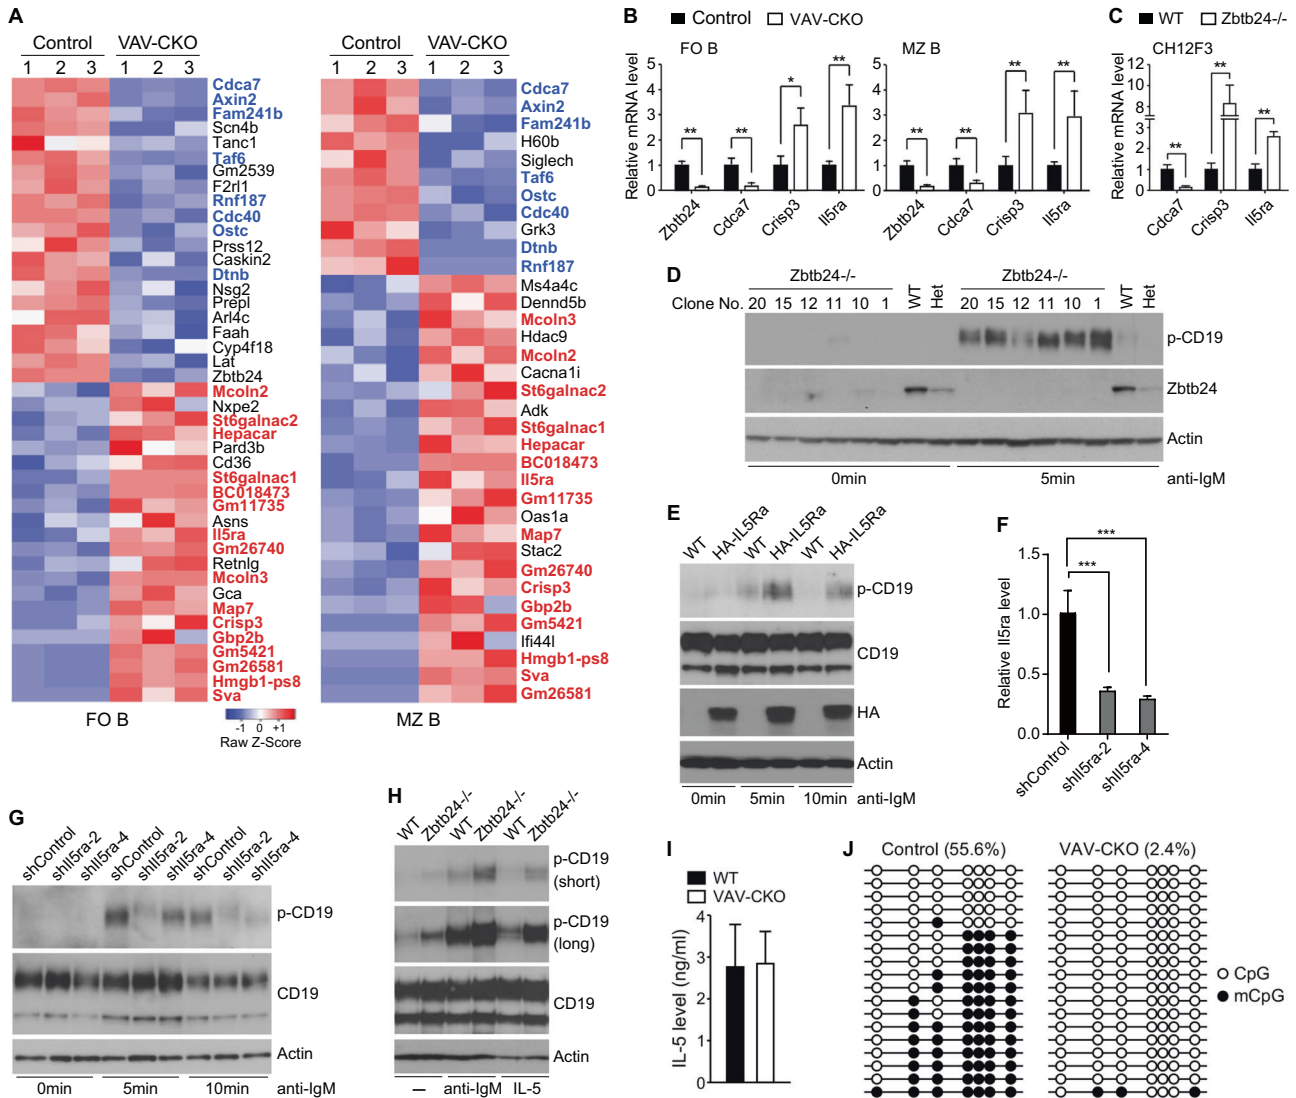 A
Control VAV-CKO
1 2 3 1 2 3
Cdca7
Axin2
Fam241b
Scn4b
Tanc1
Taf6
Gm2539
F2rl1
Rnf187
Cdc40
Ostc
Prss12
Caskin2
Dtnb
Nsg2
Prepl
Arl4c
Faah
Cyp4f18
Lat
Zbtb24
Mcoln2
Nxpe2
St6galnac2
Hepacar
Pard3b
Cd36
St6galnac1
BC018473
Gm11735
Asns
Il5ra
Gm26740
Retnlg
Mcoln3
Gca
Map7
Crisp3
Gbp2b
Gm5421
Gm26581
Hmgb1-ps8
Sva
FO B
-1 0 +1
Raw Z-Score
Control VAV-CKO
1 2 3 1 2 3
Cdca7
Axin2
Fam241b
H60b
Siglech
Taf6
Ostc
Cdc40
Grk3
Dtnb
Rnf187
Ms4a4c
Dennd5b
Mcoln3
Hdac9
Mcoln2
Cacna1i
St6galnac2
Adk
St6galnac1
Hepacar
BC018473
Il5ra
Gm11735
Oas1a
Map7
Stac2
Gm26740
Crisp3
Gbp2b
Gm5421
Ifi44l
Hmgb1-ps8
Sva
Gm26581
MZ B
B
Control VAV-CKO
FO B
Relative mRNA level
5
4
3
2
1
0
** ** * **
Zbtb24 Cdca7 Crisp3 Il5ra
MZ B
Relative mRNA level
5
4
3
2
1
0
** ** ** **
Zbtb24 Cdca7 Crisp3 Il5ra
C
WT Zbtb24-/-
CH12F3
Relative mRNA level
12
10
8
6
4
3
2
1
0
** ** **
Cdca7 Crisp3 Il5ra
D
Zbtb24-/- Zbtb24-/-
Clone No. 20 15 12 11 10 1 WT Het 20 15 12 11 10 1 WT Het
p-CD19
Zbtb24
Actin
0min 5min anti-IgM
E
WT HA-IL5Ra WT HA-IL5Ra WT HA-IL5Ra
p-CD19
CD19
HA
Actin
0min 5min 10min anti-IgM
F
Relative Il5ra level
1.5
1.0
0.5
0.0
***
***
shControl shIl5ra-2 shIl5ra-4
G
shControl shIl5ra-2 shIl5ra-4 shControl shIl5ra-2 shIl5ra-4 shControl shIl5ra-2 shIl5ra-4
p-CD19
CD19
Actin
0min 5min 10min anti-IgM
H
WT Zbtb24-/- WT Zbtb24-/- WT Zbtb24-/-
p-CD19
(short)
p-CD19
(long)
CD19
Actin
– anti-IgM IL-5
I
WT
VAV-CKO
IL-5 level (ng/ml)
4
3
2
1
0
J
Control (55.6%) VAV-CKO (2.4%)
CpG
mCpG